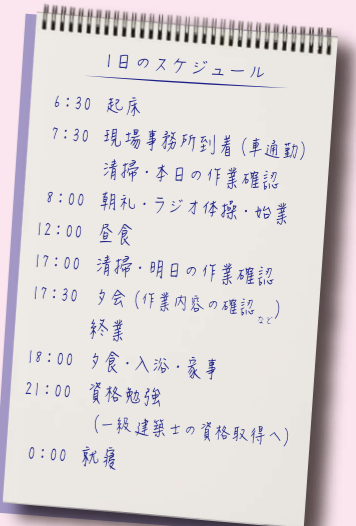 1日のスケジュール
6:30 起床
7:30 現場事務所到着(車通勤)
清掃・本日の作業確認
8:00 朝礼・ラジオ体操・始業
12:00 昼食
17:00 清掃・明日の作業確認
17:30 夕会(作業内容の確認など)
終業
18:00 夕食・入浴・家事
21:00 資格勉強
(一級建築士の資格取得へ)
0:00 就寝